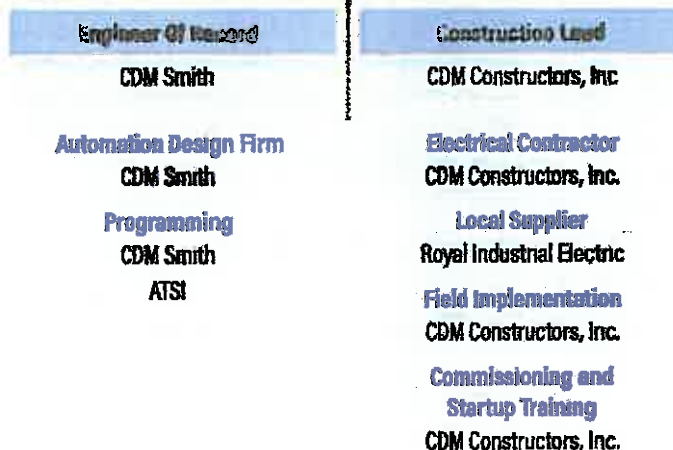 Engineer Of Record
CDM Smith
Automation Design Firm
CDM Smith
Programming
CDM Smith
ATSI
Construction Lead
CDM Constructors, Inc
Electrical Contractor
CDM Constructors, Inc.
Local Supplier
Royal Industrial Electric
Field Implementation
CDM Constructors, Inc.
Commissioning and
Startup Training
CDM Constructors, Inc.